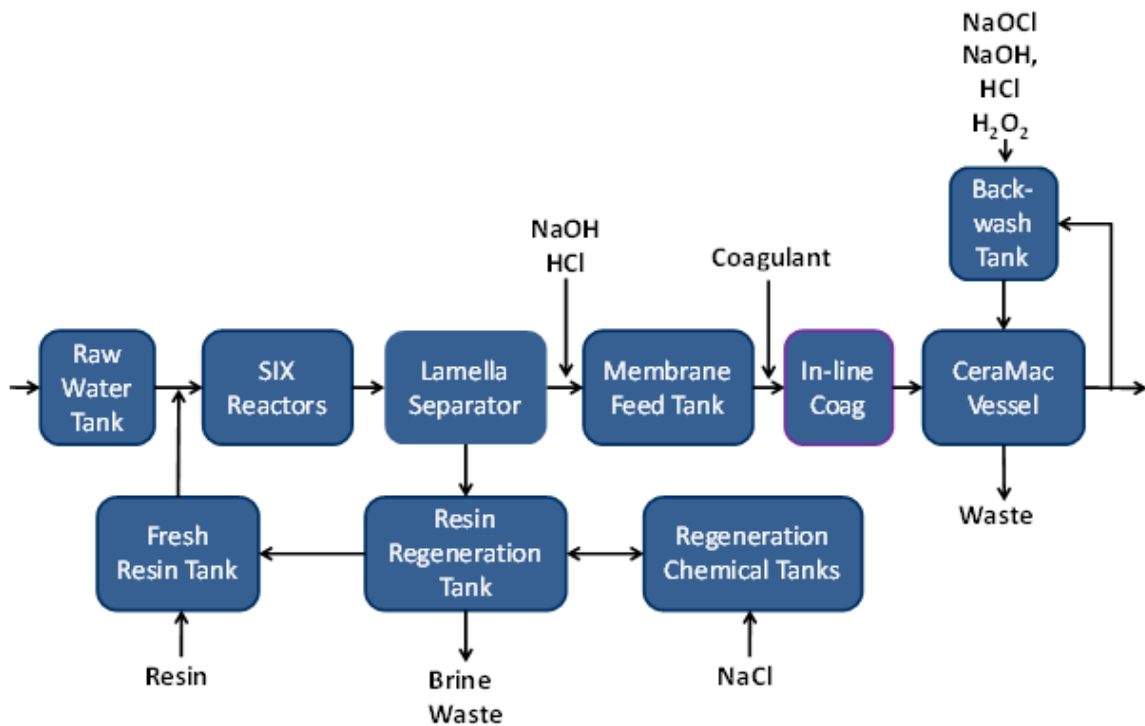 NaOCl
NaOH,
HCl
H₂O₂
Back-
wash
Tank
NaOH
HCl
Coagulant
Raw
Water
Tank
SIX
Reactors
Lamella
Separator
Membrane
Feed Tank
In-line
Coag
CeraMac
Vessel
Fresh
Resin Tank
Resin
Regeneration
Tank
Regeneration
Chemical Tanks
Waste
Resin
Brine
Waste
NaCl